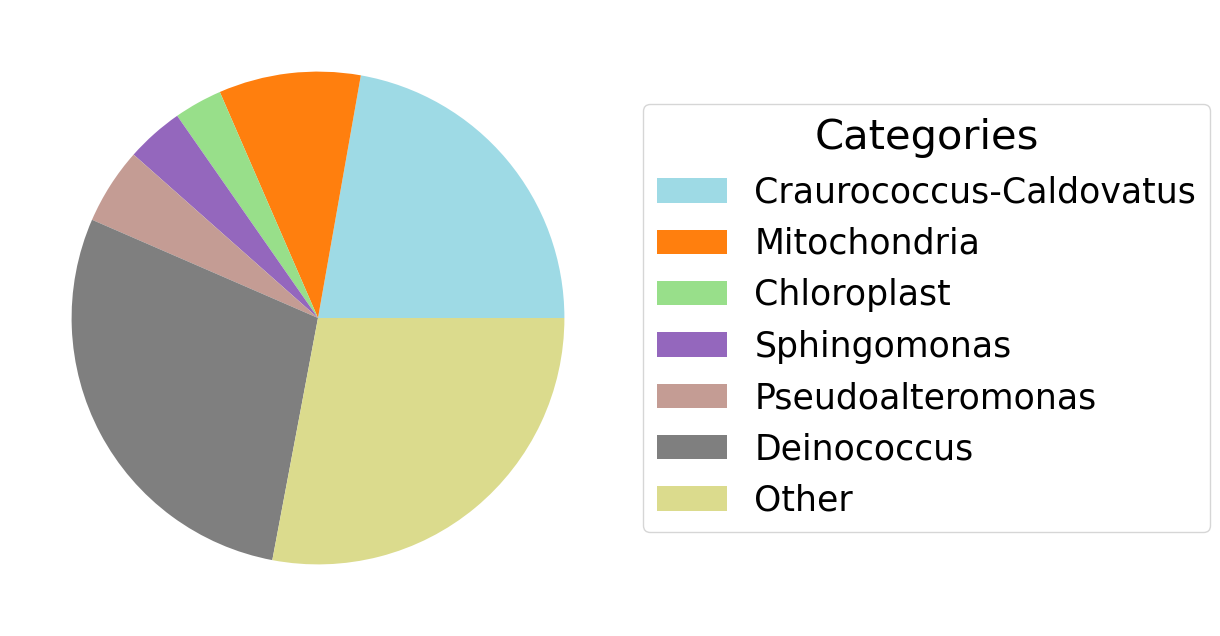 Categories
Craurococcus-Caldovatus
Mitochondria
Chloroplast
Sphingomonas
Pseudoalteromonas
Deinococcus
Other